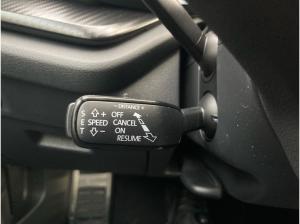 - DISTANCE +
S + OFF
E SPEED CANCEL
T - ON
RESUME